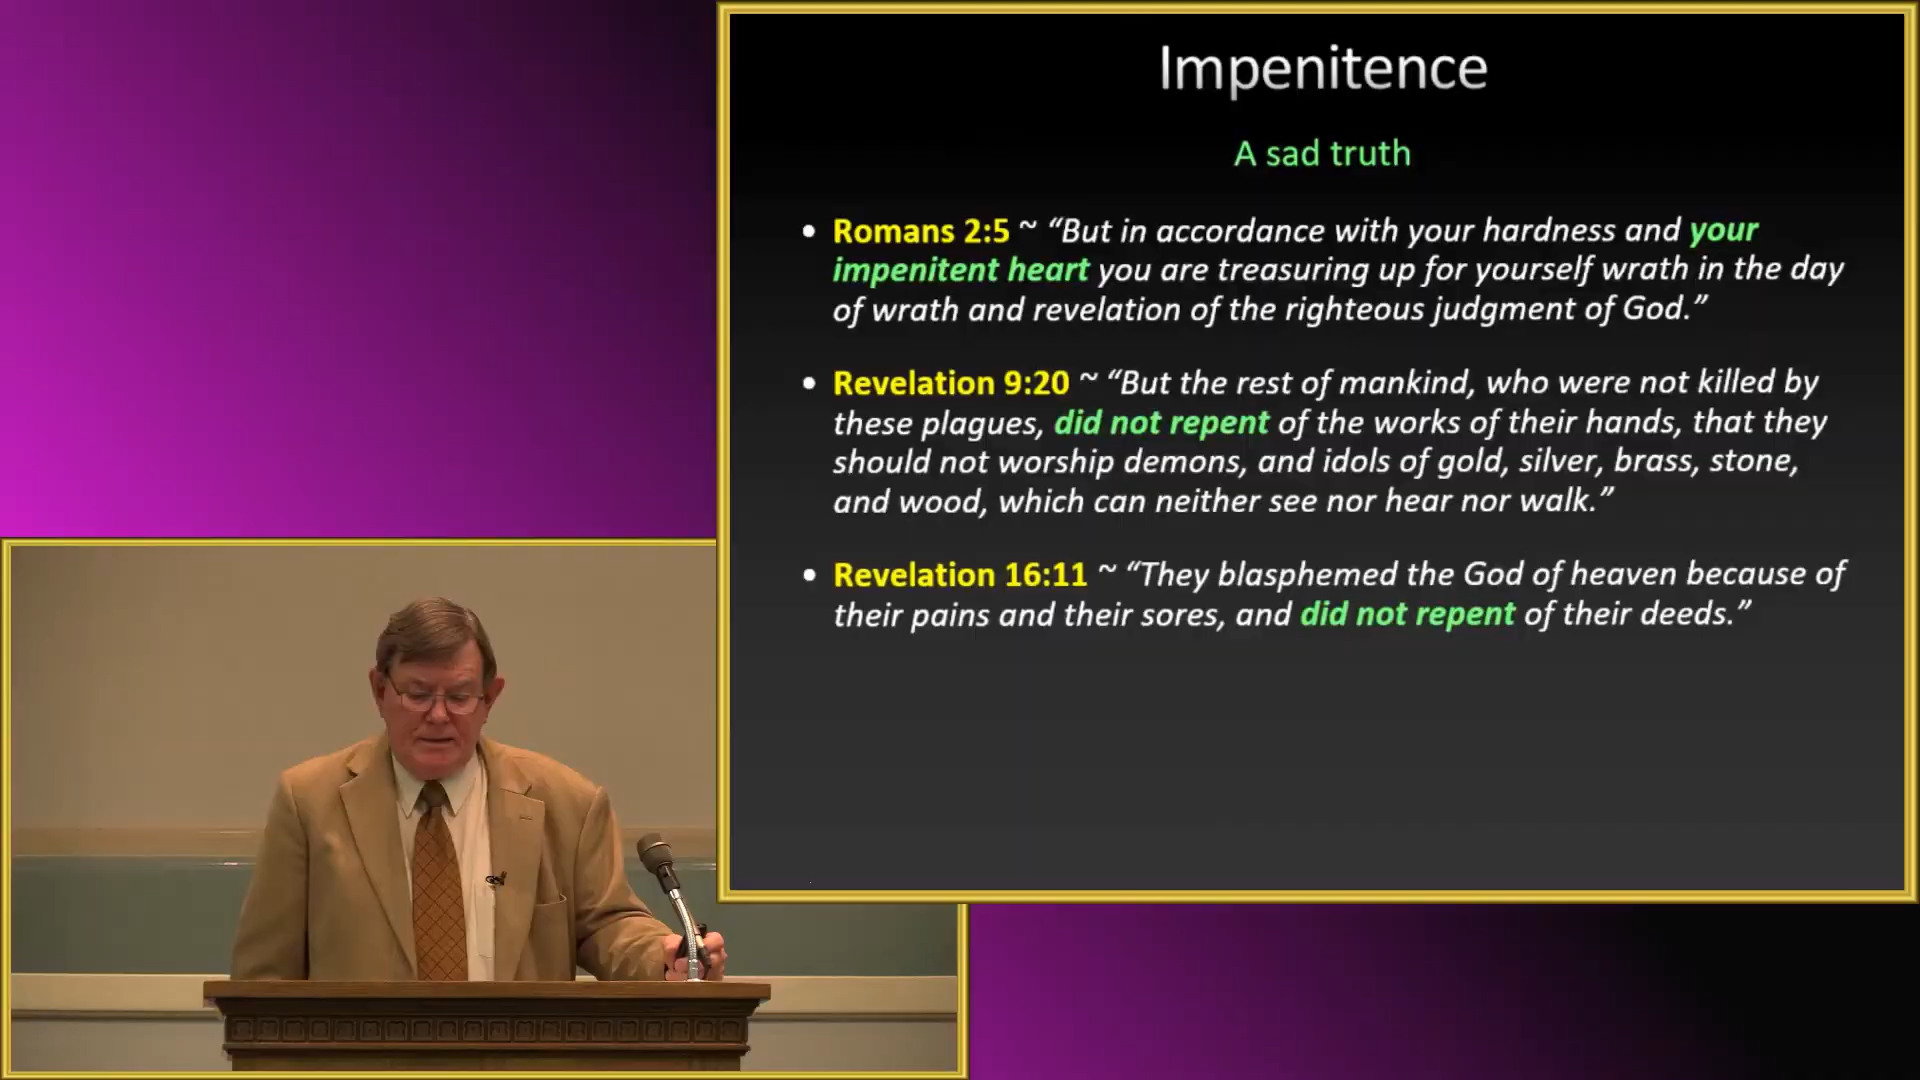 Impenitence
A sad truth
• Romans 2:5 ~ “But in accordance with your hardness and your
impenitent heart you are treasuring up for yourself wrath in the day
of wrath and revelation of the righteous judgment of God.”
• Revelation 9:20 ~ “But the rest of mankind, who were not killed by
these plagues, did not repent of the works of their hands, that they
should not worship demons, and idols of gold, silver, brass, stone,
and wood, which can neither see nor hear nor walk.”
• Revelation 16:11 ~ “They blasphemed the God of heaven because of
their pains and their sores, and did not repent of their deeds.”